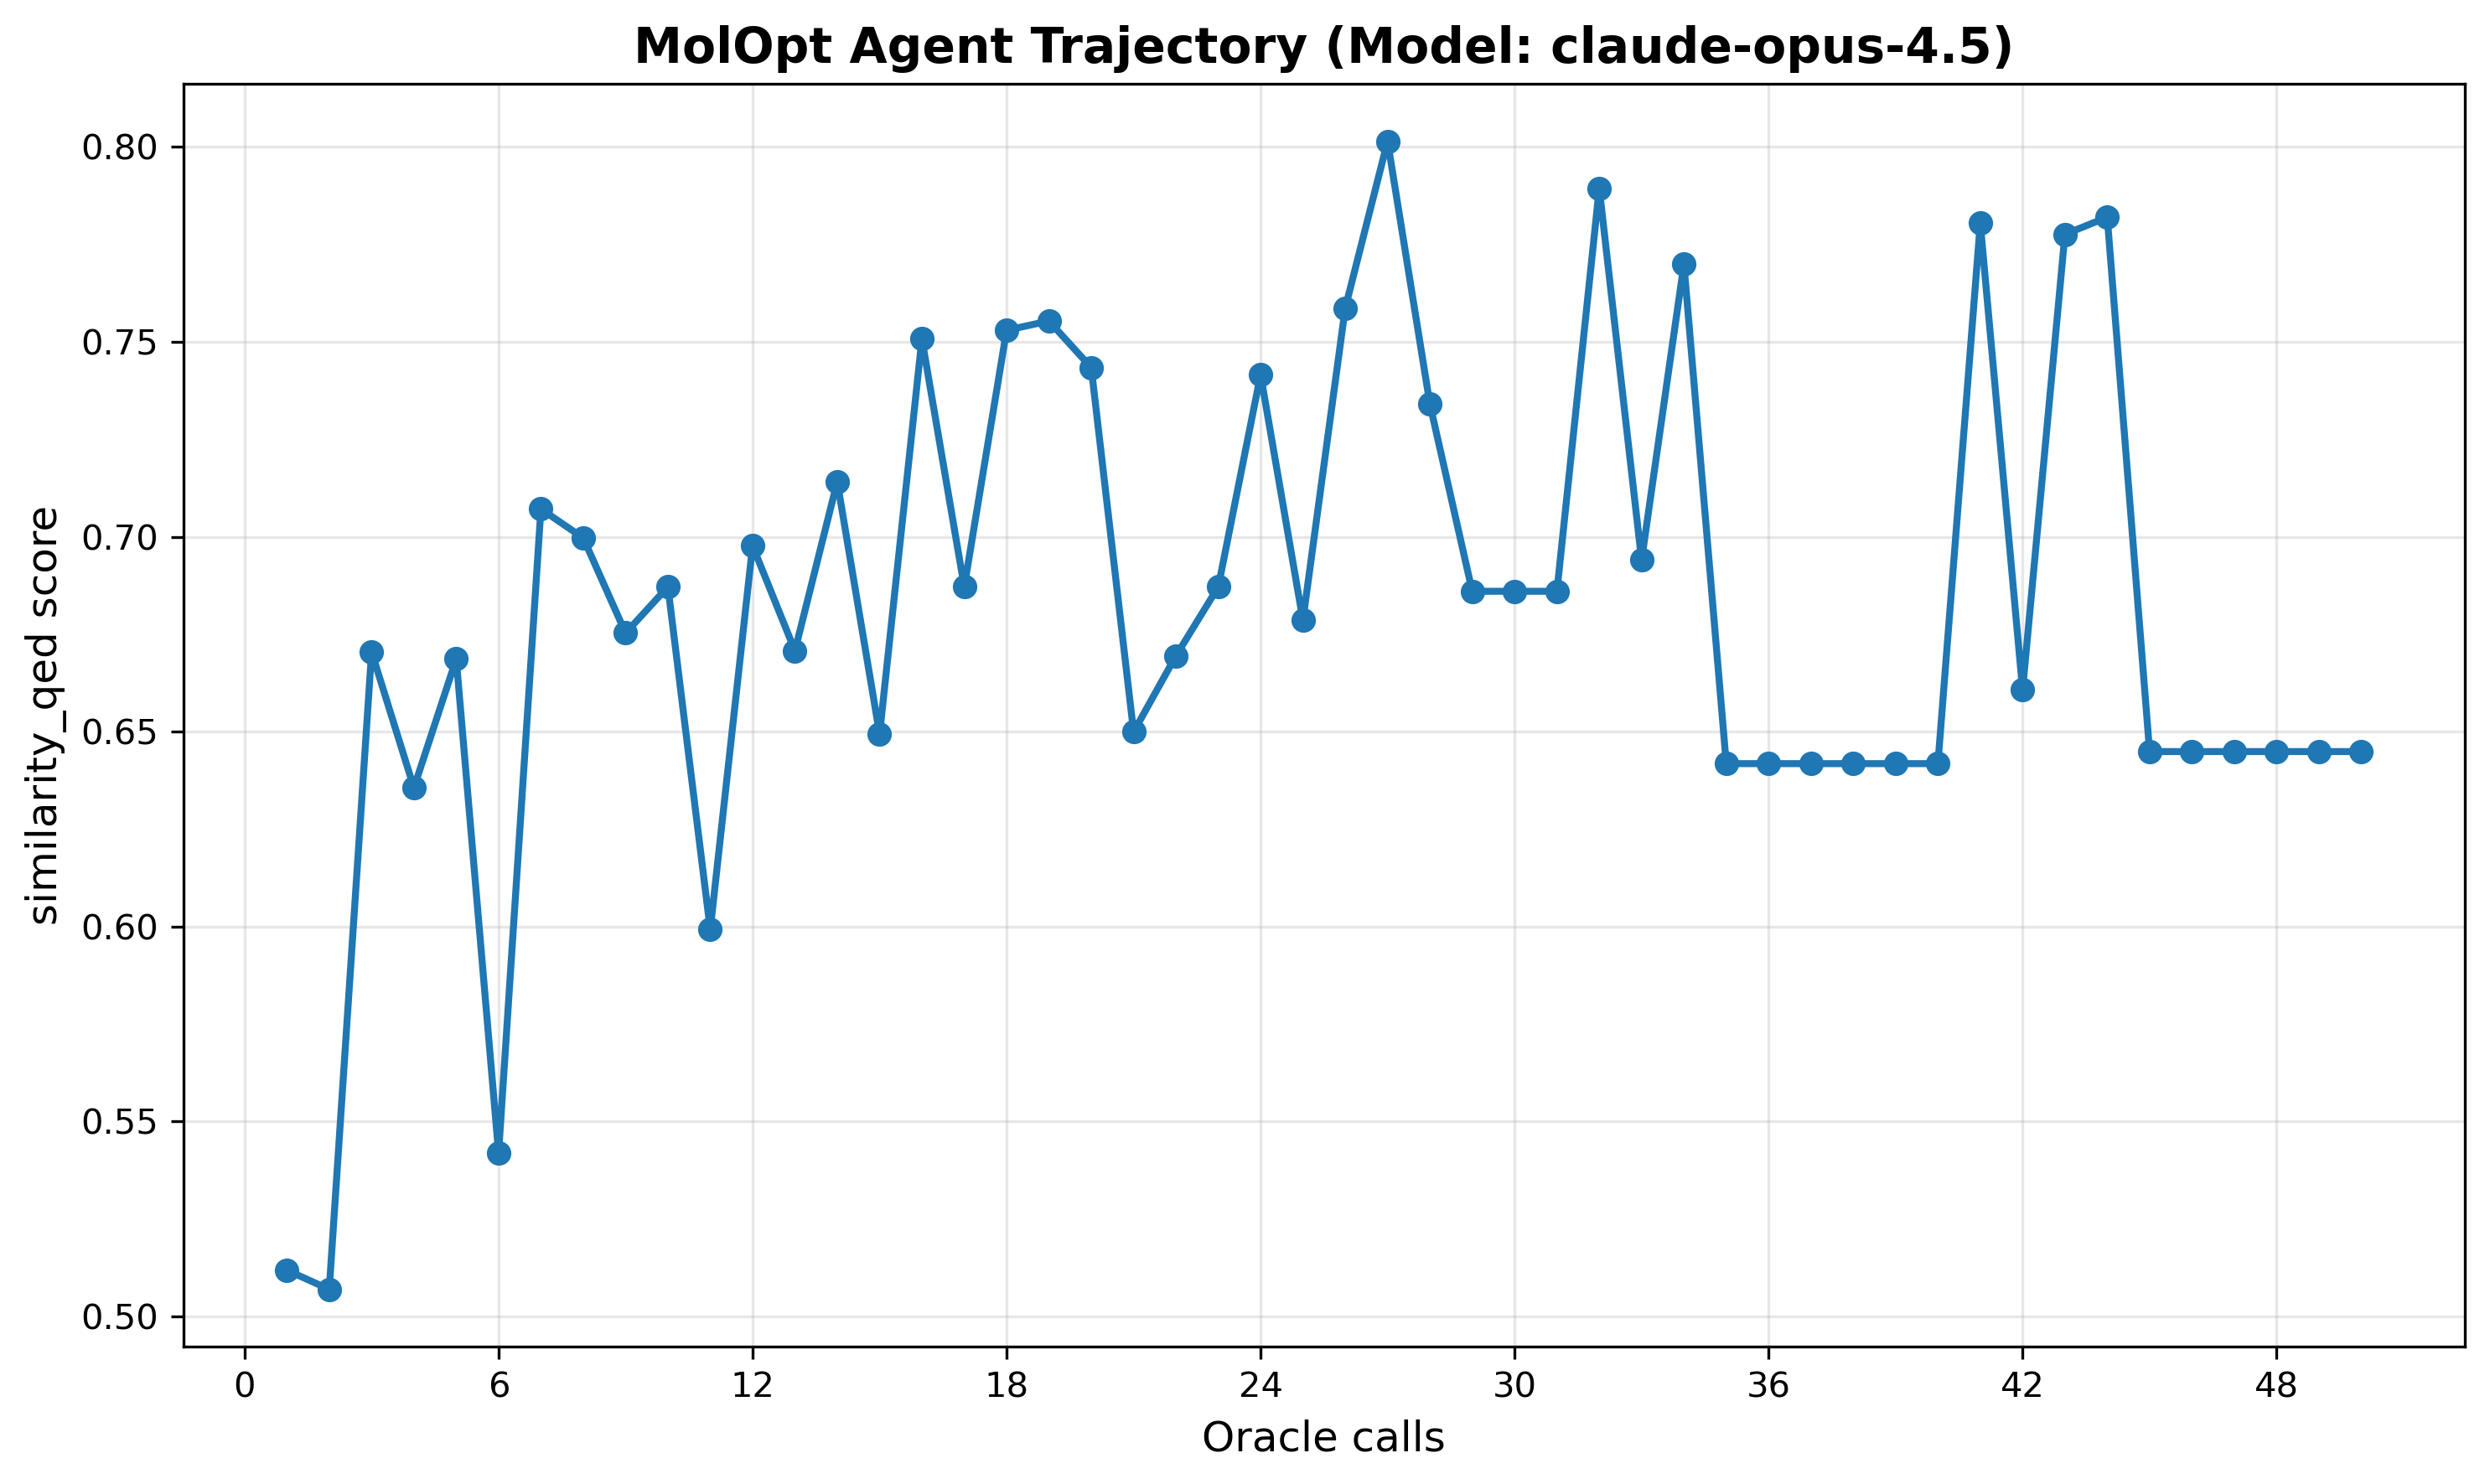 MolOpt Agent Trajectory (Model: claude-opus-4.5)
similarity_qed score
0.80
0.75
0.70
0.65
0.60
0.55
0.50
0 6 12 18 24 30 36 42 48
Oracle calls